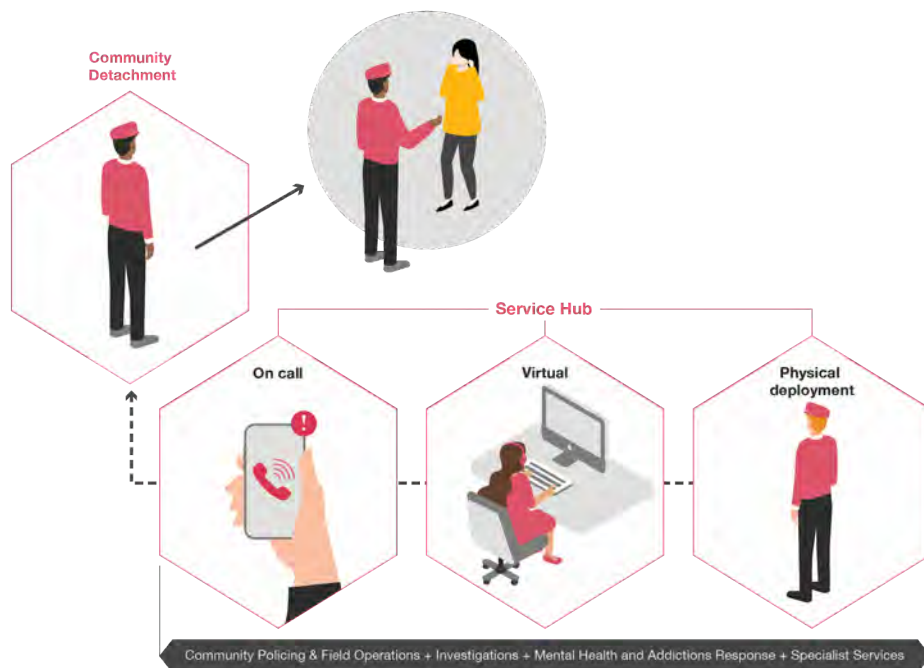 Community
Detachment
Service Hub
On call
Virtual
Physical
deployment
!
Community Policing & Field Operations + Investigations + Mental Health and Addictions Response + Specialist Services